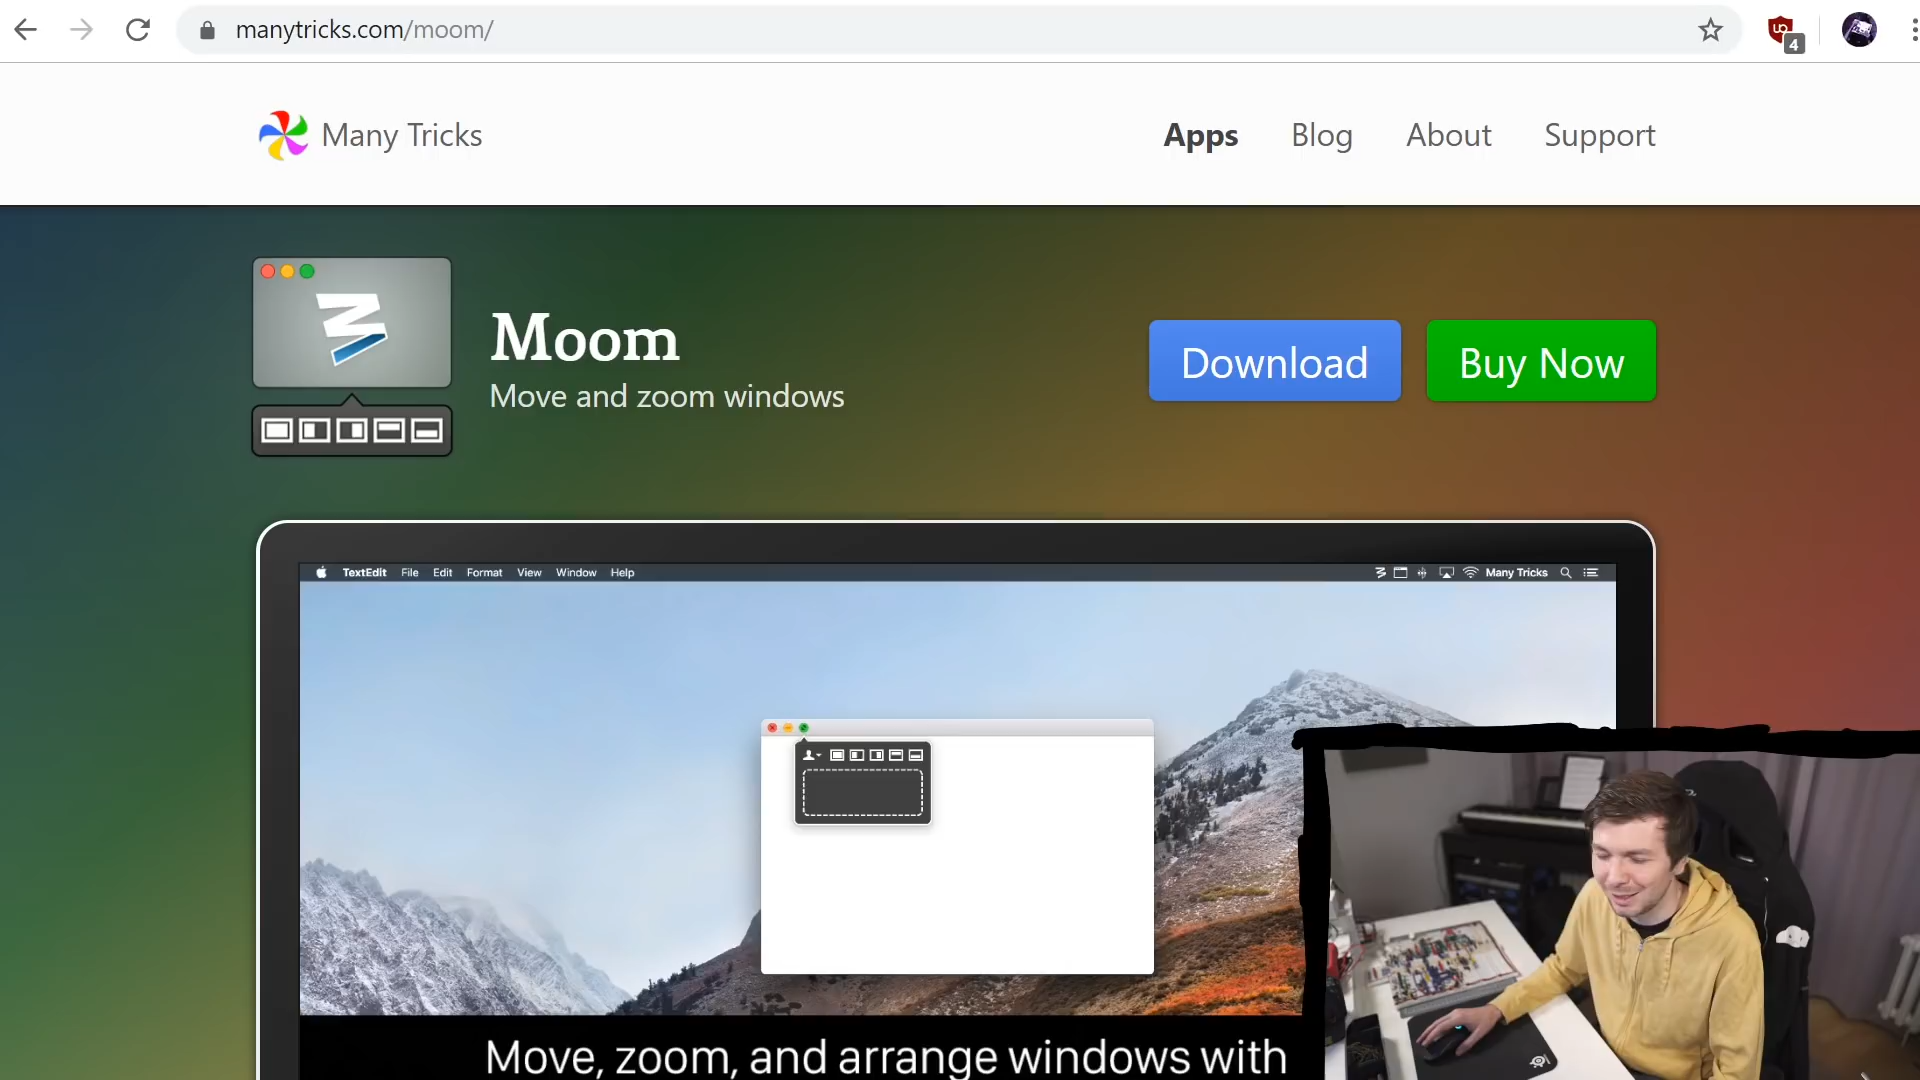 manytricks.com/moom/
4
Many Tricks
Apps Blog About Support
Moom
Move and zoom windows
Download
Buy Now
TextEdit File Edit Format View Window Help
Many Tricks
Move, zoom, and arrange windows with